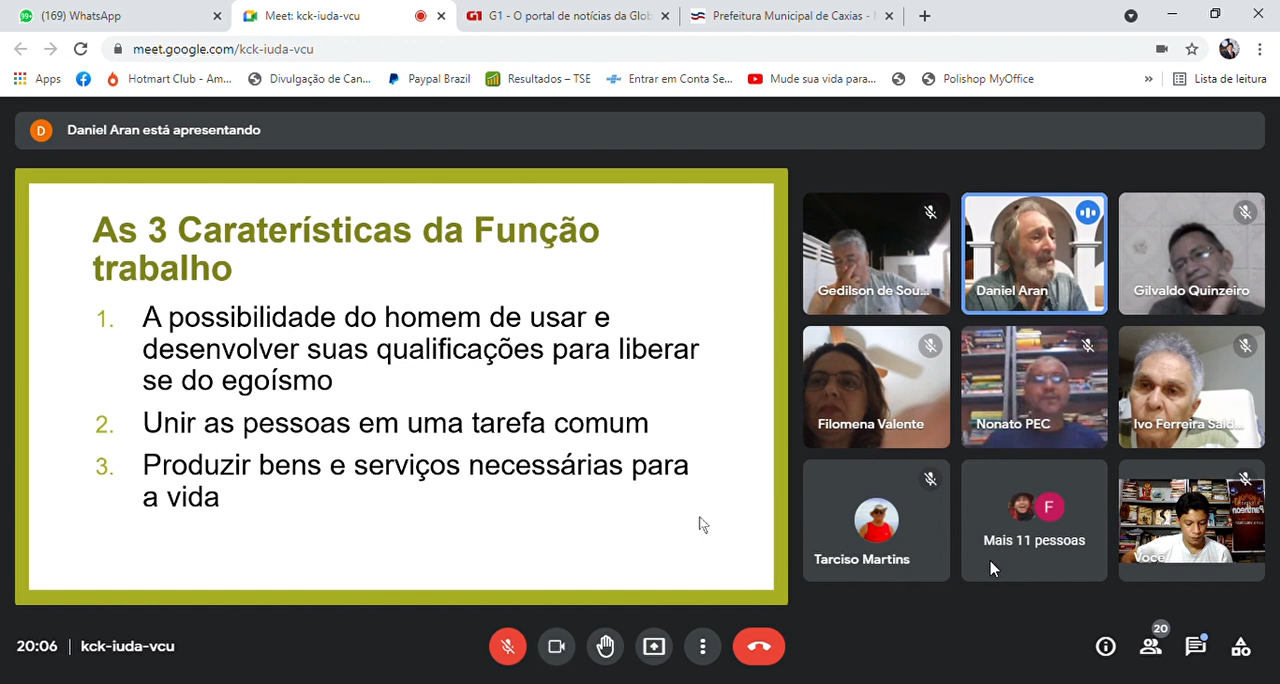 99+
(169) WhatsApp
Meet: kck-iuda-vcu
G1 - O portal de notícias da Glob
Prefeitura Municipal de Caxias -
meet.google.com/kck-iuda-vcu
Apps
Hotmart Club - Am...
Divulgação de Can...
Paypal Brazil
Resultados – TSE
Entrar em Conta Se...
Mude sua vida para...
Polishop MyOffice
»
Lista de leitura
D
Daniel Aran está apresentando
As 3 Caraterísticas da Função
trabalho
1. A possibilidade do homem de usar e
desenvolver suas qualificações para liberar
se do egoísmo
2. Unir as pessoas em uma tarefa comum
3. Produzir bens e serviços necessárias para
a vida
Gedilson de Sou...
Daniel Aran
Gilvaldo Quinzeiro
Filomena Valente
Nonato PEC
Ivo Ferreira Said...
Tarciso Martins
F
Mais 11 pessoas
Pantheon
Você
20:06 | kck-iuda-vcu
20